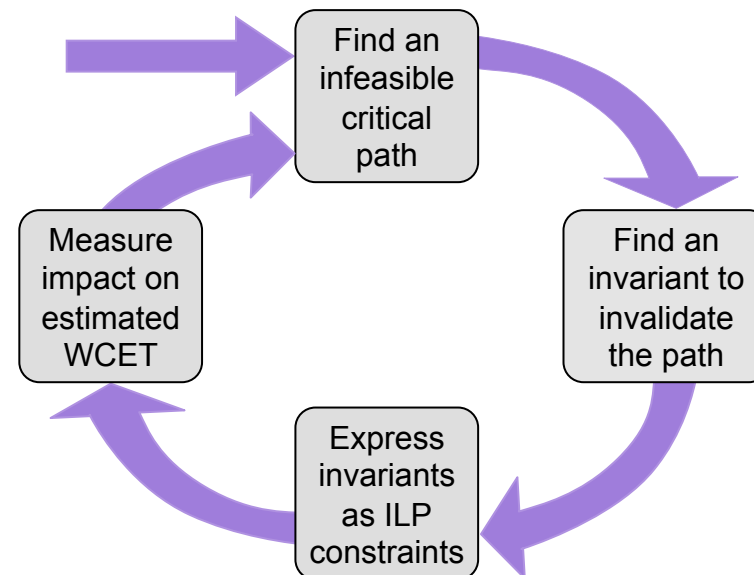 Find an
infeasible
critical
path
Find an
invariant to
invalidate
the path
Express
invariants
as ILP
constraints
Measure
impact on
estimated
WCET